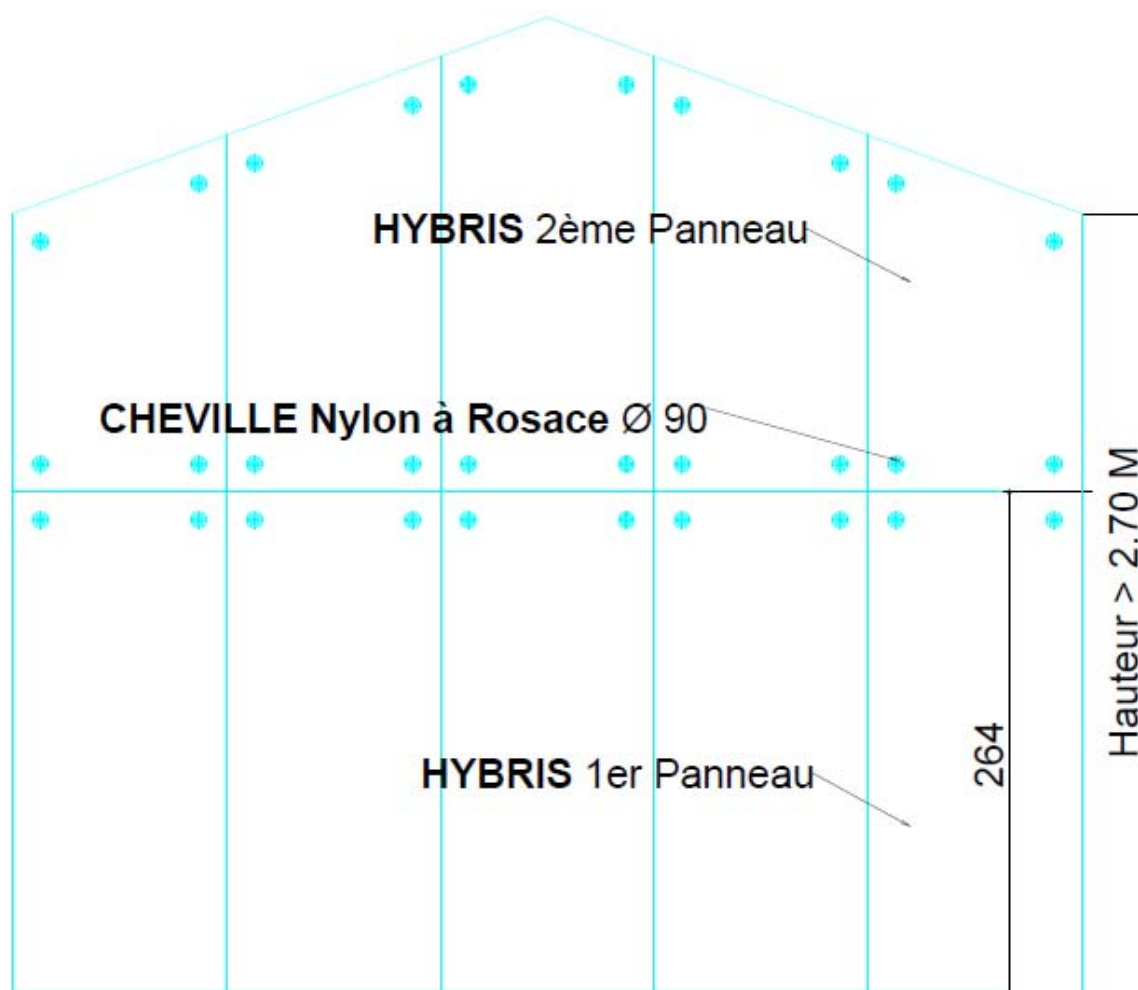 HYBRIS 2ème Panneau
CHEVILLE Nylon à Rosace Ø 90
Hauteur > 2.70 M
264
HYBRIS 1er Panneau